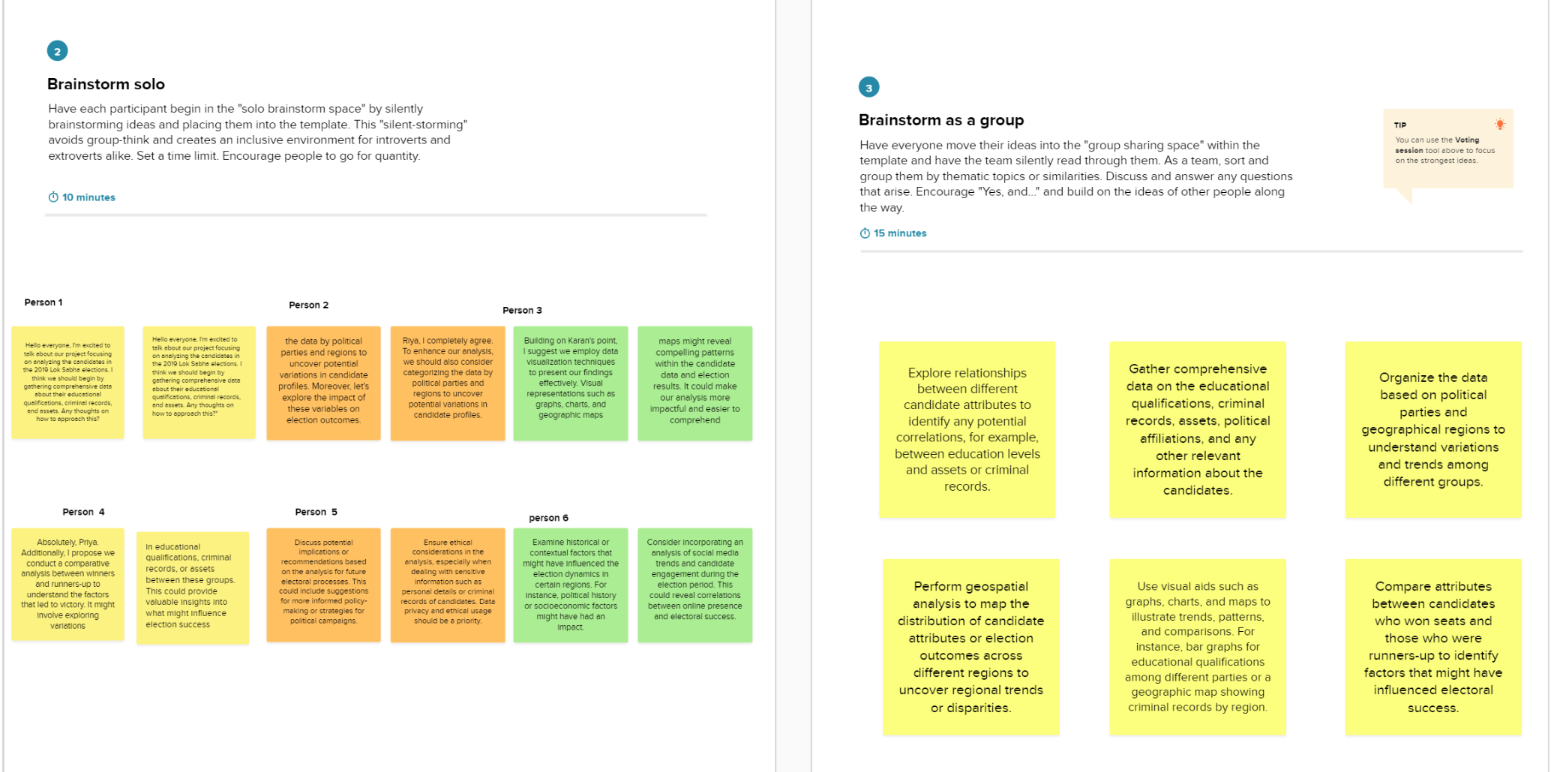 2
Brainstorm solo
Have each participant begin in the "solo brainstorm space" by silently
brainstorming ideas and placing them into the template. This "silent-storming"
avoids group-think and creates an inclusive environment for introverts and
extroverts alike. Set a time limit. Encourage people to go for quantity.
10 minutes
Person 1
Hello everyone, I'm excited to
talk about our project focusing
on analyzing the candidates in
the 2019 Lok Sabha elections. I
think we should begin by
gathering comprehensive data
about their educational
qualifications, criminal records,
and assets. Any thoughts on
how to approach this?
Hello everyone, I'm excited to
talk about our project focusing
on analyzing the candidates in
the 2019 Lok Sabha elections. I
think we should begin by
gathering comprehensive data
about their educational
qualifications, criminal records,
and assets. Any thoughts on
how to approach this?"
Person 2
the data by political
parties and regions to
uncover potential
variations in candidate
profiles. Moreover, let's
explore the impact of
these variables on
election outcomes.
Riya, I completely agree.
To enhance our analysis,
we should also consider
categorizing the data by
political parties and
regions to uncover
potential variations in
candidate profiles.
Person 3
Building on Karan's point,
I suggest we employ data
visualization techniques
to present our findings
effectively. Visual
representations such as
graphs, charts, and
geographic maps
maps might reveal
compelling patterns
within the candidate
data and election
results. It could make
our analysis more
impactful and easier to
comprehend
Person 4
Absolutely, Priya.
Additionally, I propose we
conduct a comparative
analysis between winners
and runners-up to
understand the factors
that led to victory. It might
involve exploring
variations
In educational
qualifications, criminal
records, or assets
between these groups.
This could provide
valuable insights into
what might influence
election success
Person 5
Discuss potential
implications or
recommendations based
on the analysis for future
electoral processes. This
could include suggestions
for more informed policy-
making or strategies for
political campaigns.
Ensure ethical
considerations in the
analysis, especially when
dealing with sensitive
information such as
personal details or criminal
records of candidates. Data
privacy and ethical usage
should be a priority.
person 6
Examine historical or
contextual factors that
might have influenced the
election dynamics in
certain regions. For
instance, political history
or socioeconomic factors
might have had an
impact.
Consider incorporating an
analysis of social media
trends and candidate
engagement during the
election period. This
could reveal correlations
between online presence
and electoral success.
3
Brainstorm as a group
Have everyone move their ideas into the "group sharing space" within the
template and have the team silently read through them. As a team, sort and
group them by thematic topics or similarities. Discuss and answer any questions
that arise. Encourage "Yes, and..." and build on the ideas of other people along
the way.
15 minutes
TIP
You can use the Voting
session tool above to focus
on the strongest ideas.
Explore relationships
between different
candidate attributes to
identify any potential
correlations, for example,
between education levels
and assets or criminal
records.
Gather comprehensive
data on the educational
qualifications, criminal
records, assets, political
affiliations, and any
other relevant
information about the
candidates.
Organize the data
based on political
parties and
geographical regions to
understand variations
and trends among
different groups.
Perform geospatial
analysis to map the
distribution of candidate
attributes or election
outcomes across
different regions to
uncover regional trends
or disparities.
Use visual aids such as
graphs, charts, and maps to
illustrate trends, patterns,
and comparisons. For
instance, bar graphs for
educational qualifications
among different parties or a
geographic map showing
criminal records by region.
Compare attributes
between candidates
who won seats and
those who were
runners-up to identify
factors that might have
influenced electoral
success.